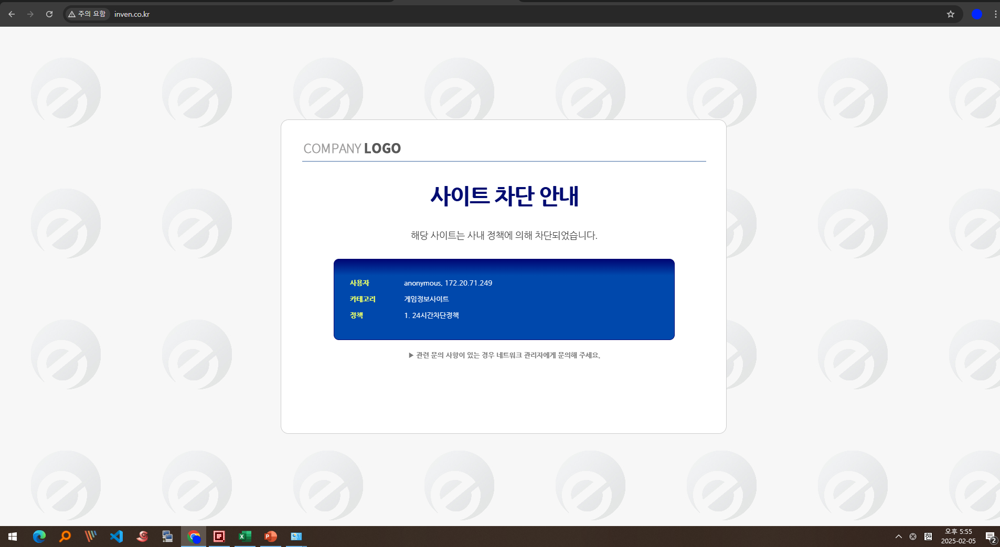 주의 요함 inven.co.kr
COMPANY LOGO
사이트 차단 안내
해당 사이트는 사내 정책에 의해 차단되었습니다.
사용자 anonymous, 172.20.71.249
카테고리 게임정보사이트
정책 1. 24시간차단정책
▶ 관련 문의 사항이 있는 경우 네트워크 관리자에게 문의해 주세요.
한
오후 5:55
2025-02-05
2